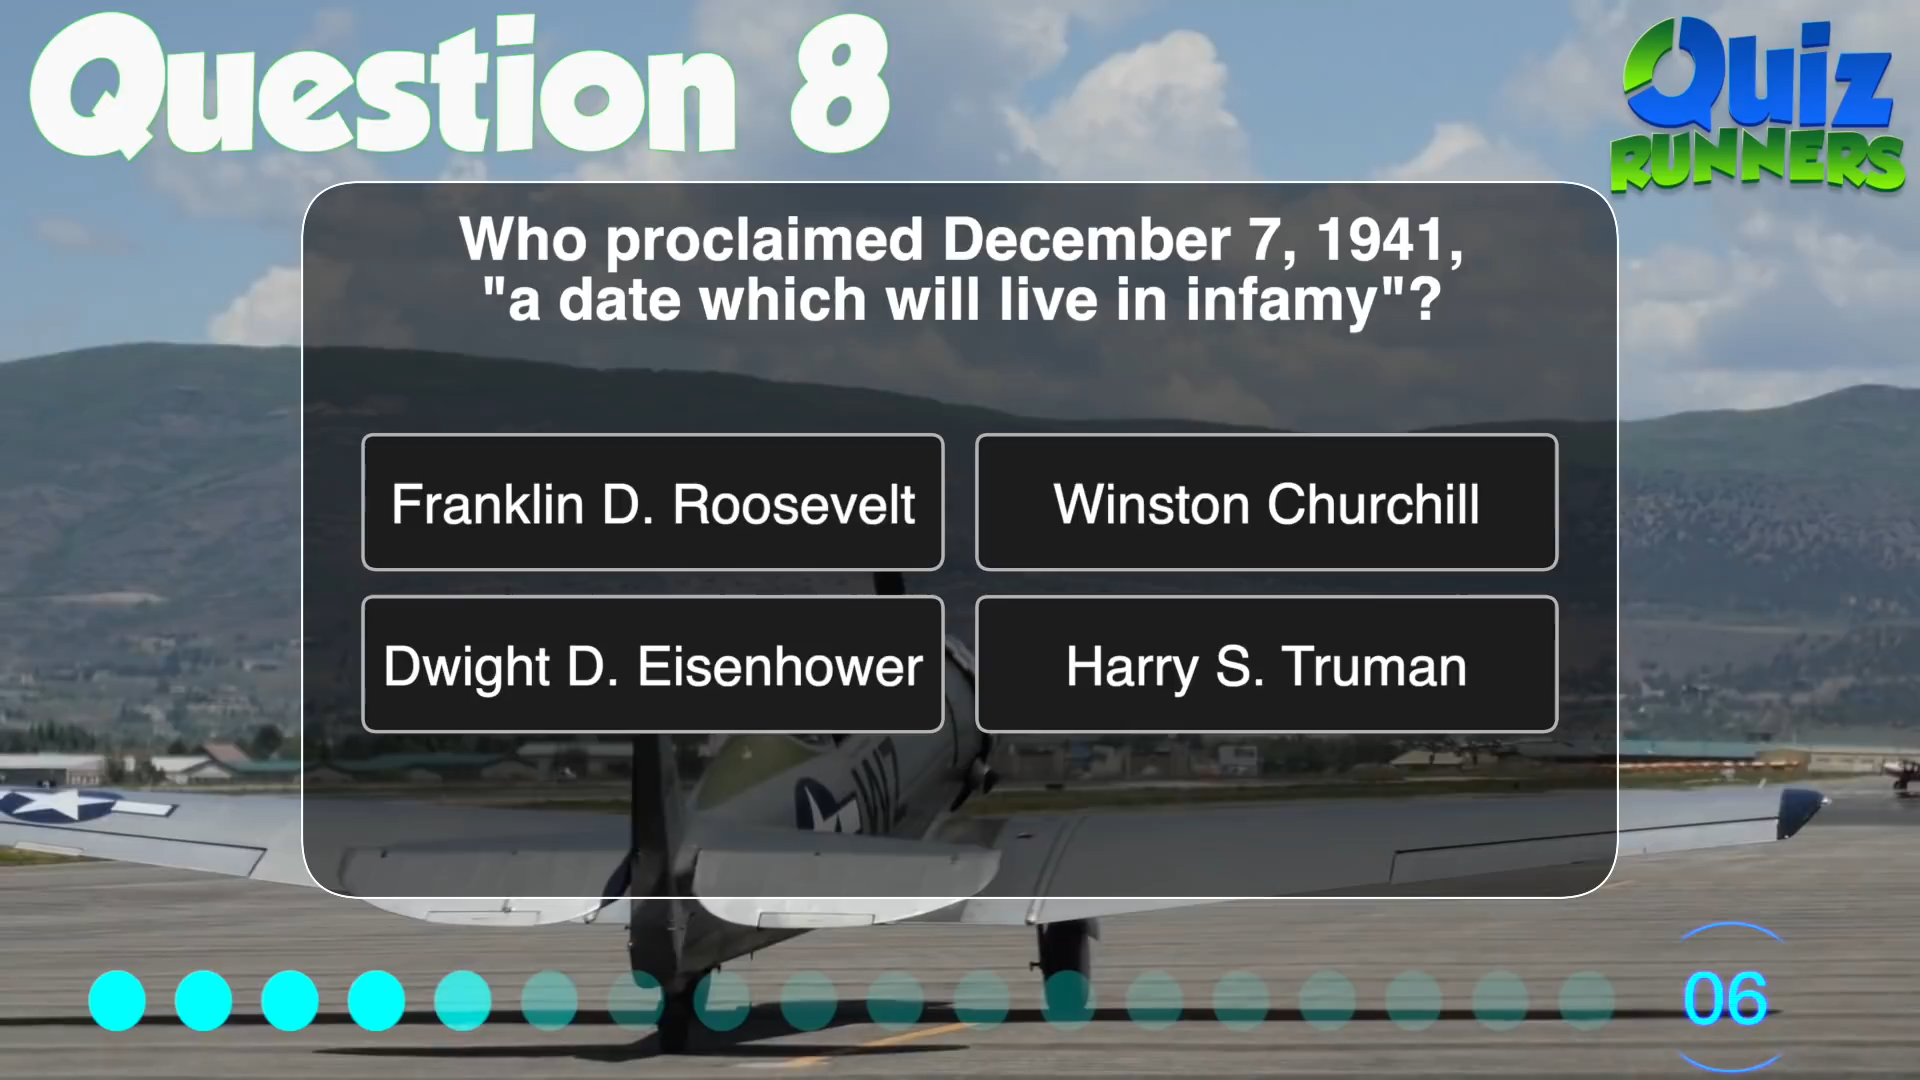 Question 8
Quiz
RUNNERS
Who proclaimed December 7, 1941,
"a date which will live in infamy"?
Franklin D. Roosevelt
Winston Churchill
Dwight D. Eisenhower
Harry S. Truman
WZ
06